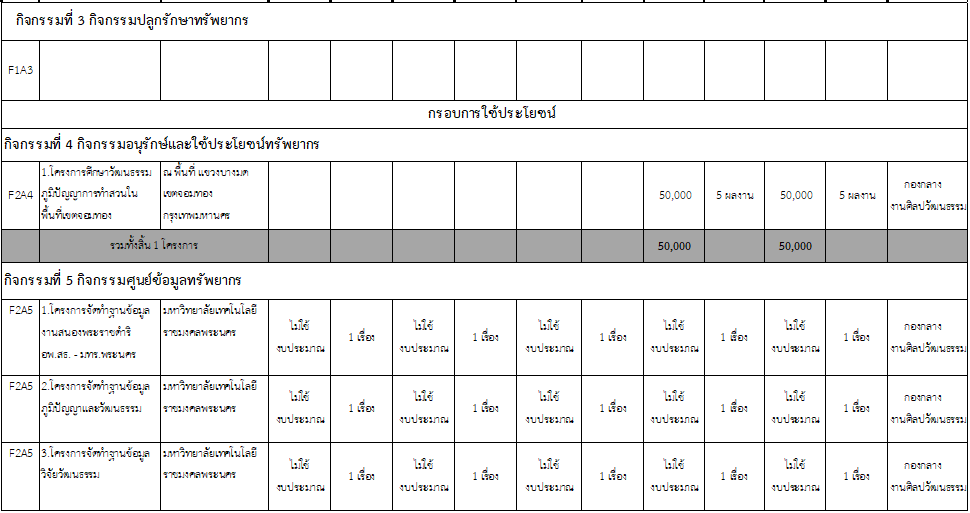 กิจกรรมที่ 3 กิจกรรมปลูกรักษาทรัพยากร
F1A3
กรอบการใช้ประโยชน์
กิจกรรมที่ 4 กิจกรรมอนุรักษ์และใช้ประโยชน์ทรัพยากร
F2A4
1.โครงการศึกษาวัฒนธรรม
ภูมิปัญญาการทำสวนใน
พื้นที่เขตจอมทอง
ณ พื้นที่ แขวงบางมด
เขตจอมทอง
กรุงเทพมหานคร
50,000
5 ผลงาน
50,000
5 ผลงาน
กองกลาง
งานศิลปวัฒนธรรม
รวมทั้งสิ้น 1 โครงการ
50,000
50,000
กิจกรรมที่ 5 กิจกรรมศูนย์ข้อมูลทรัพยากร
F2A5
1.โครงการจัดทำฐานข้อมูล
งานสนองพระราชดำริ
อพ.สธ. - มทร.พระนคร
มหาวิทยาลัยเทคโนโลยี
ราชมงคลพระนคร
ไม่ใช้
งบประมาณ
1 เรื่อง
ไม่ใช้
งบประมาณ
1 เรื่อง
ไม่ใช้
งบประมาณ
1 เรื่อง
ไม่ใช้
งบประมาณ
1 เรื่อง
ไม่ใช้
งบประมาณ
1 เรื่อง
กองกลาง
งานศิลปวัฒนธรรม
F2A5
2.โครงการจัดทำฐานข้อมูล
ภูมิปัญญาและวัฒนธรรม
มหาวิทยาลัยเทคโนโลยี
ราชมงคลพระนคร
ไม่ใช้
งบประมาณ
1 เรื่อง
ไม่ใช้
งบประมาณ
1 เรื่อง
ไม่ใช้
งบประมาณ
1 เรื่อง
ไม่ใช้
งบประมาณ
1 เรื่อง
ไม่ใช้
งบประมาณ
1 เรื่อง
กองกลาง
งานศิลปวัฒนธรรม
F2A5
3.โครงการจัดทำฐานข้อมูล
วิจัยวัฒนธรรม
มหาวิทยาลัยเทคโนโลยี
ราชมงคลพระนคร
ไม่ใช้
งบประมาณ
1 เรื่อง
ไม่ใช้
งบประมาณ
1 เรื่อง
ไม่ใช้
งบประมาณ
1 เรื่อง
ไม่ใช้
งบประมาณ
1 เรื่อง
ไม่ใช้
งบประมาณ
1 เรื่อง
กองกลาง
งานศิลปวัฒนธรรม